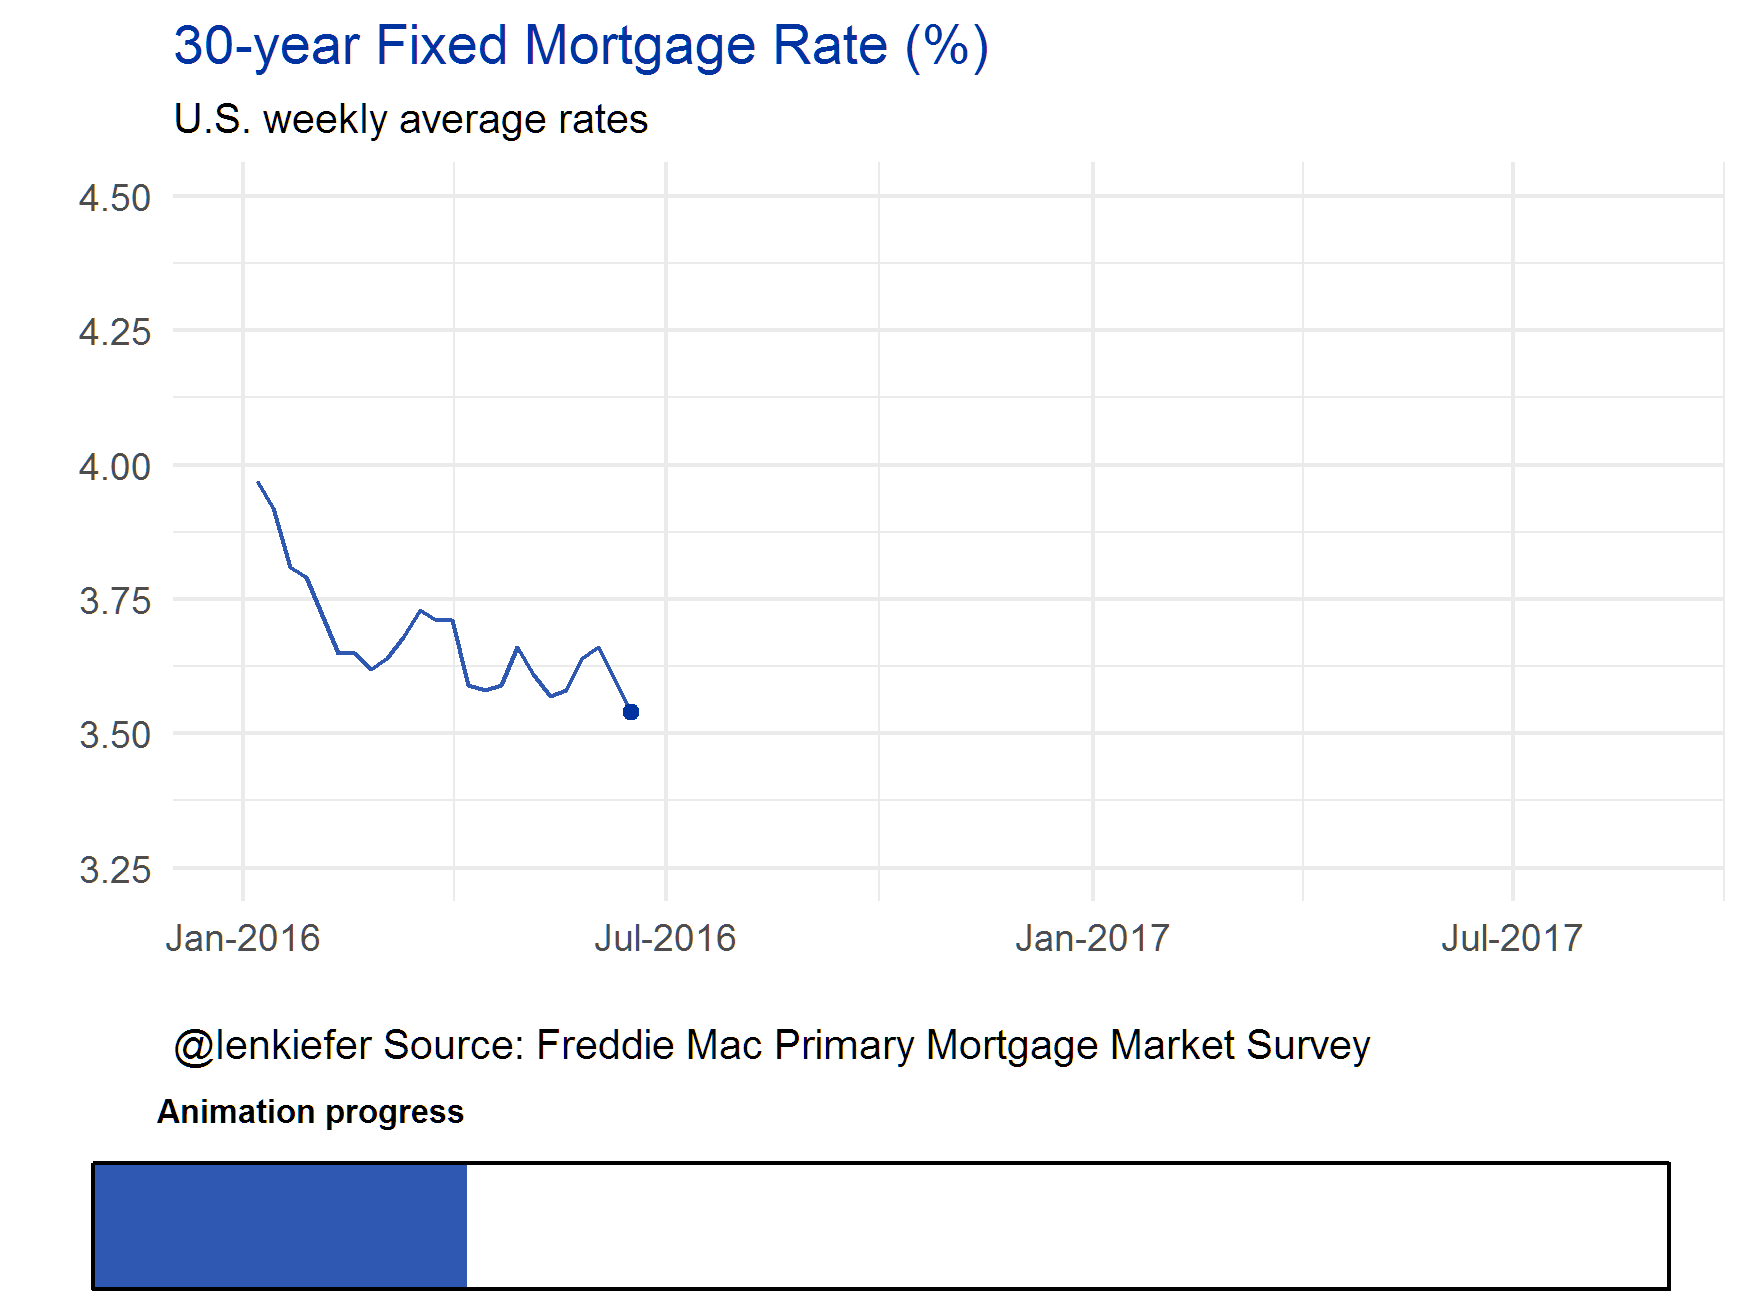 30-year Fixed Mortgage Rate (%)
U.S. weekly average rates
4.50
4.25
4.00
3.75
3.50
3.25
Jan-2016 Jul-2016 Jan-2017 Jul-2017
@lenkiefer Source: Freddie Mac Primary Mortgage Market Survey
Animation progress